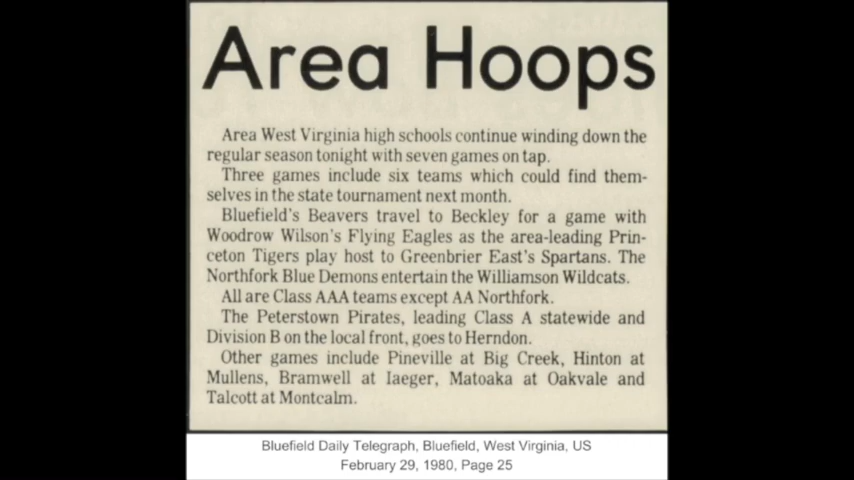 Area Hoops
Area West Virginia high schools continue winding down the
regular season tonight with seven games on tap.
Three games include six teams which could find them-
selves in the state tournament next month.
Bluefield's Beavers travel to Beckley for a game with
Woodrow Wilson's Flying Eagles as the area-leading Prin-
ceton Tigers play host to Greenbrier East's Spartans. The
Northfork Blue Demons entertain the Williamson Wildcats.
All are Class AAA teams except AA Northfork.
The Peterstown Pirates, leading Class A statewide and
Division B on the local front, goes to Herndon.
Other games include Pineville at Big Creek, Hinton at
Mullens, Bramwell at Iaeger, Matoaka at Oakvale and
Talcott at Montcalm.
Bluefield Daily Telegraph, Bluefield, West Virginia, US
February 29, 1980, Page 25